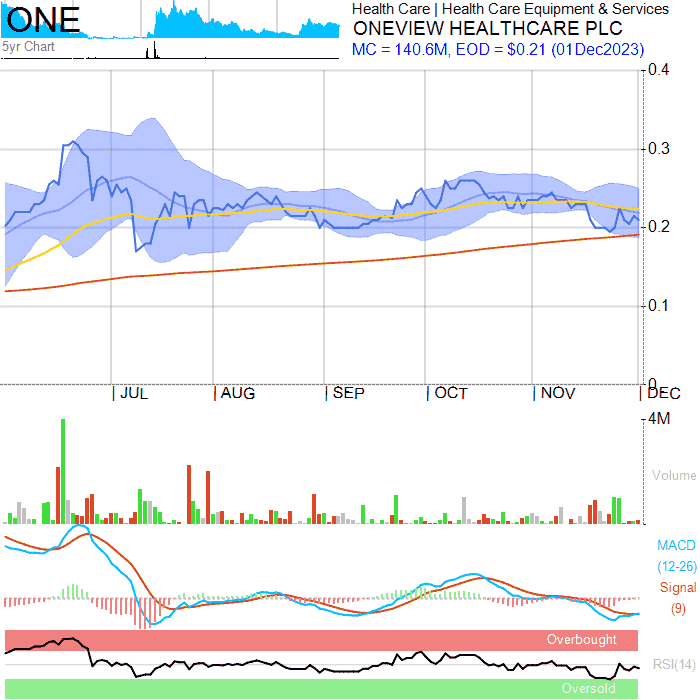 ONE
Health Care | Health Care Equipment & Services
ONEVIEW HEALTHCARE PLC
5yr Chart
MC = 140.6M, EOD = $0.21 (01Dec2023)
0.4
0.3
0.2
0.1
0
| JUL | AUG | SEP | OCT | NOV | DEC
4M
Volume
MACD
(12-26)
Signal
(9)
Overbought
RSI(14)
Oversold